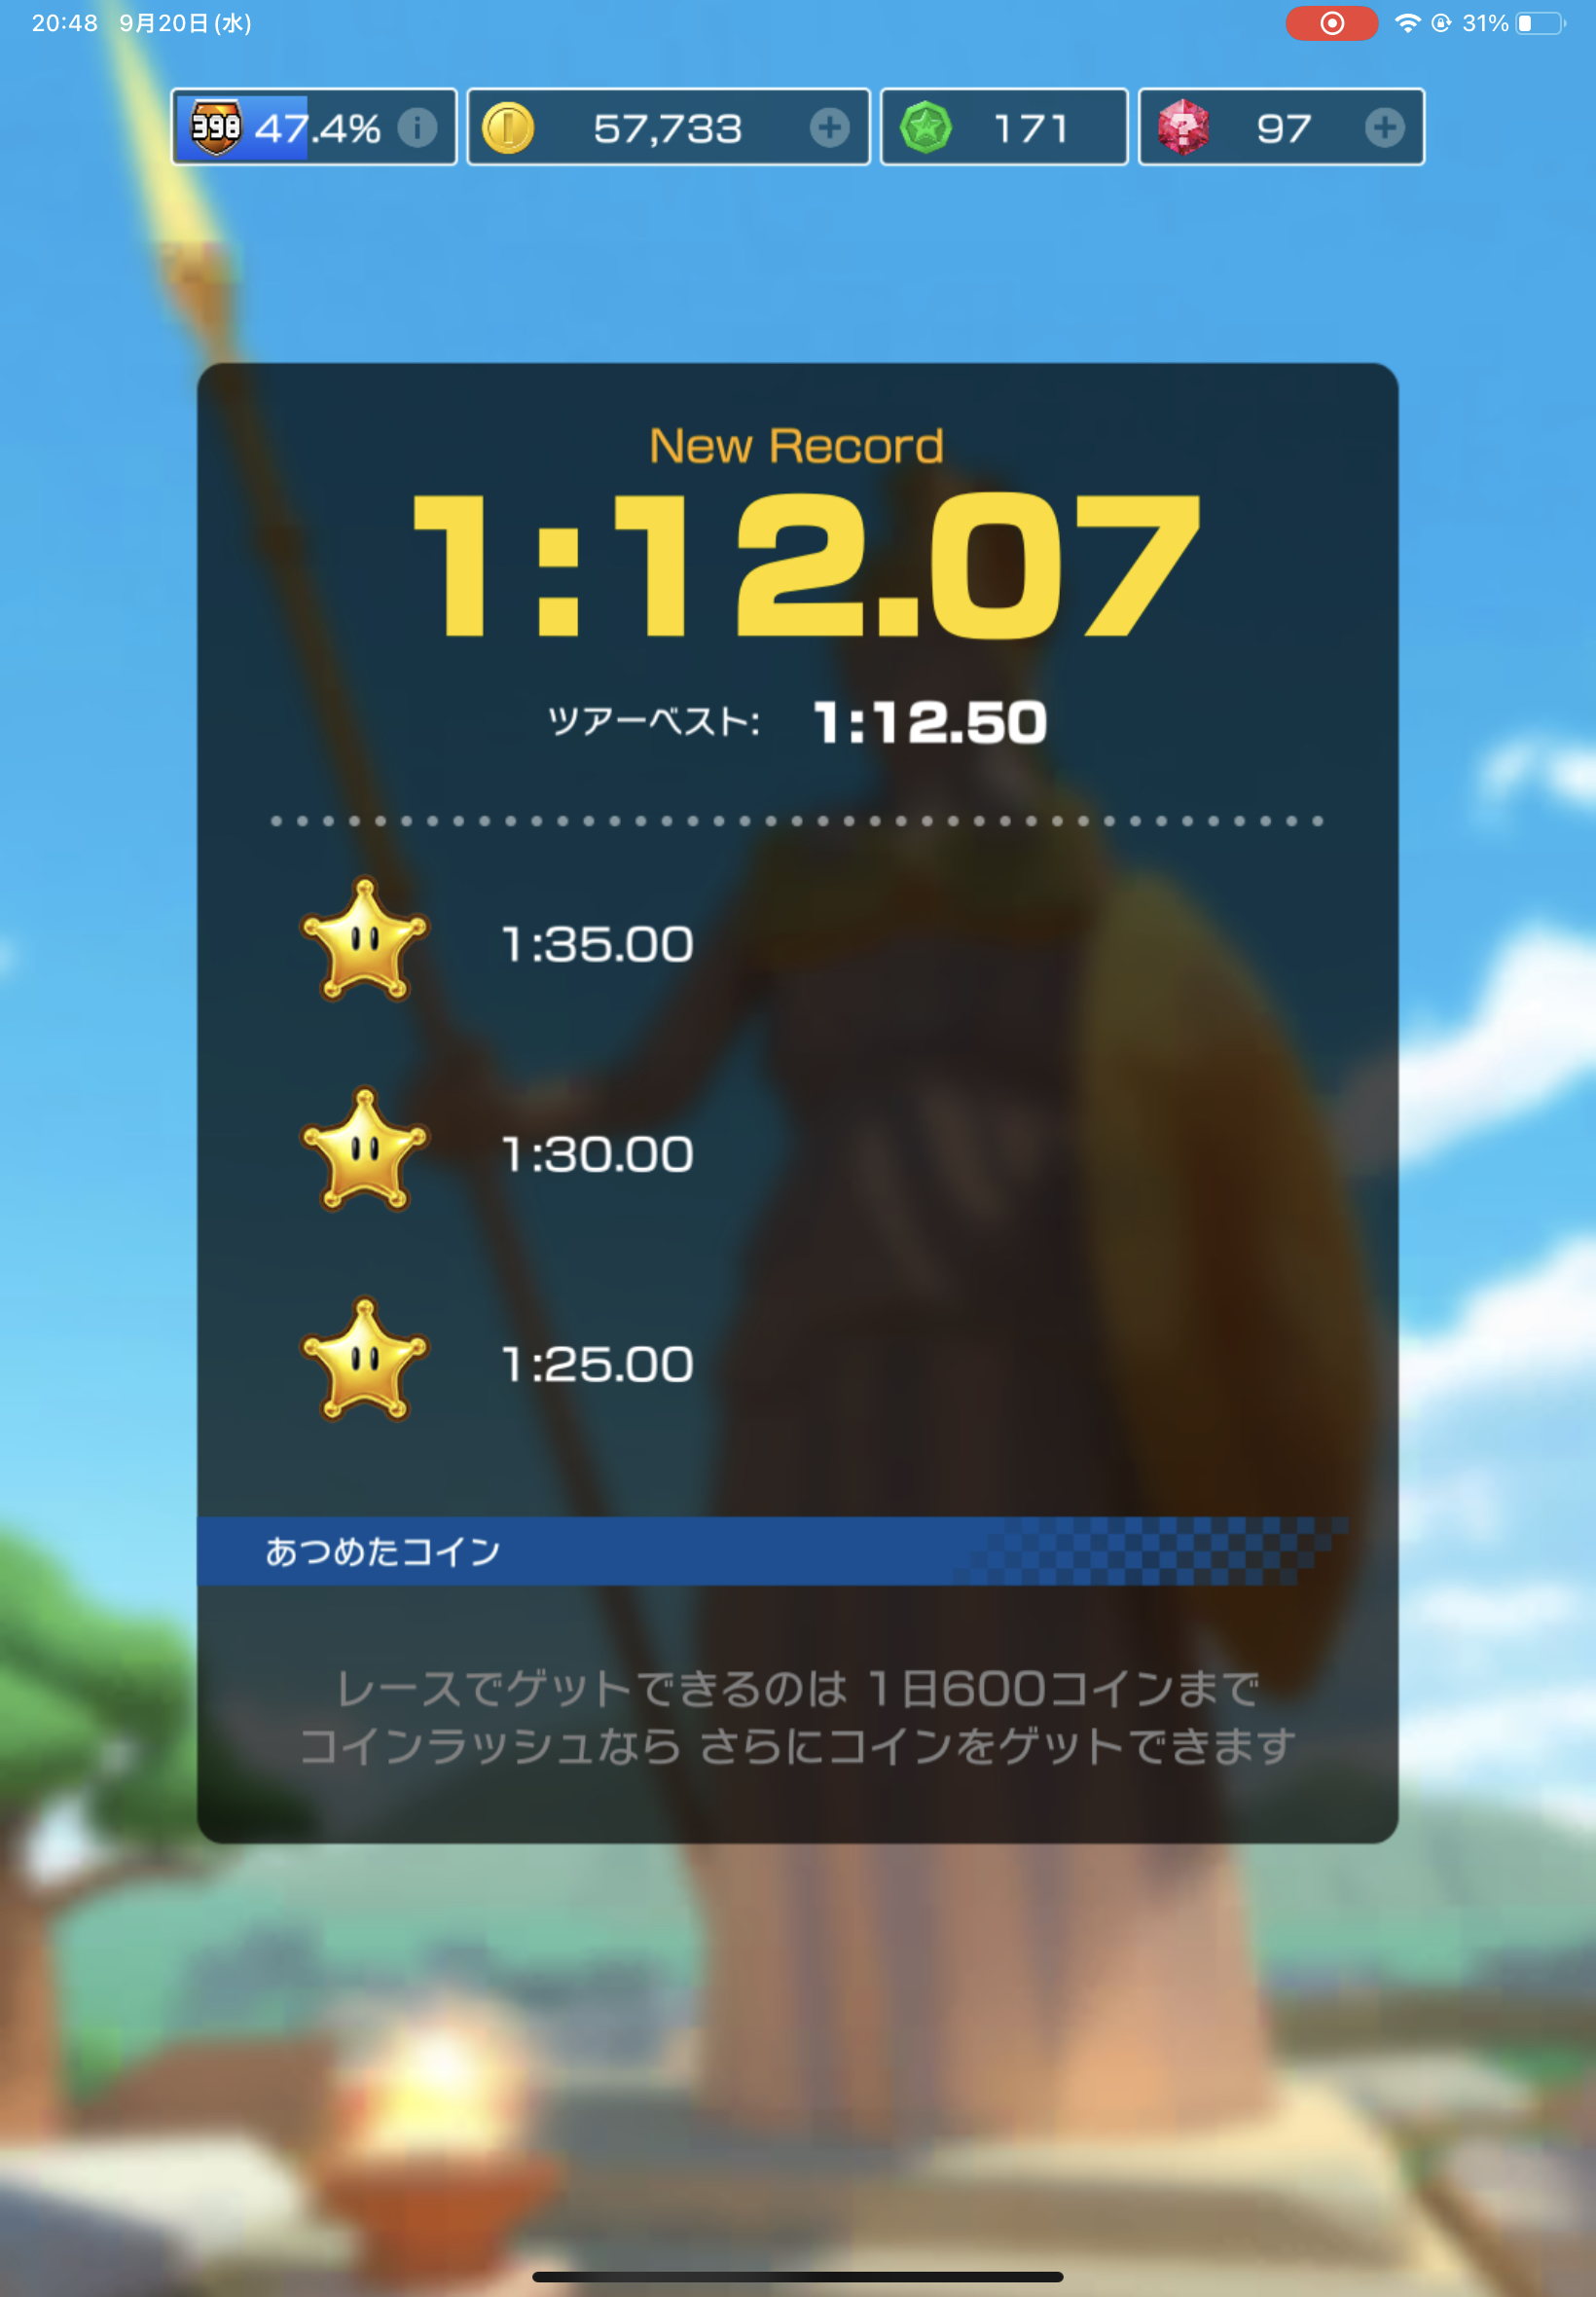 20:48 9月20日(水)
31%
398 47.4% 57,733 171 97
New Record
1:12.07
ツアーベスト: 1:12.50
1:35.00
1:30.00
1:25.00
あつめたコイン
レースでゲットできるのは 1日600コインまで
コインラッシュなら さらにコインをゲットできます